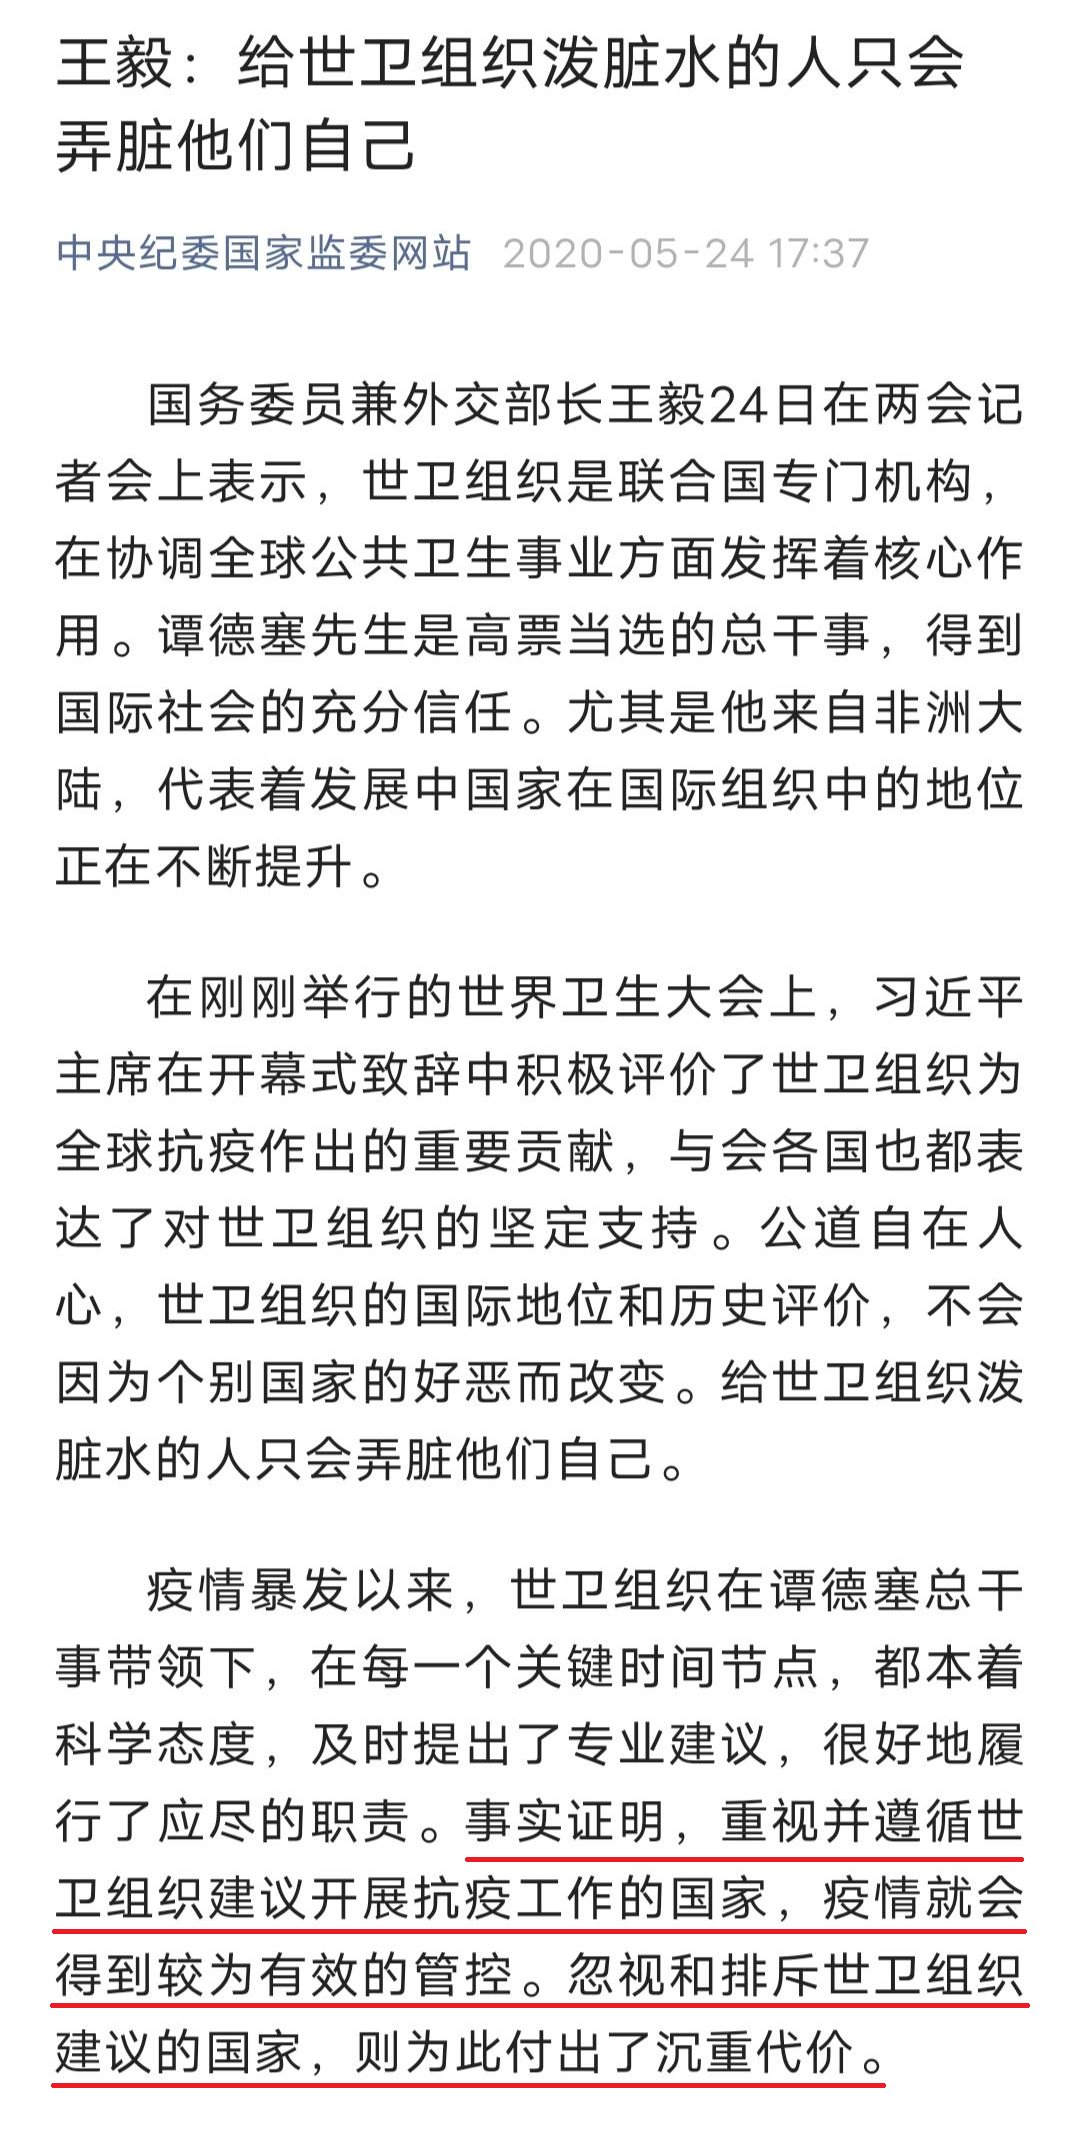 王毅：给世卫组织泼脏水的人只会
弄脏他们自己
中央纪委国家监委网站 2020-05-24 17:37
国务委员兼外交部长王毅24日在两会记
者会上表示，世卫组织是联合国专门机构，
在协调全球公共卫生事业方面发挥着核心作
用。谭德塞先生是高票当选的总干事，得到
国际社会的充分信任。尤其是他来自非洲大
陆，代表着发展中国家在国际组织中的地位
正在不断提升。
在刚刚举行的世界卫生大会上，习近平
主席在开幕式致辞中积极评价了世卫组织为
全球抗疫作出的重要贡献，与会各国也都表
达了对世卫组织的坚定支持。公道自在人
心，世卫组织的国际地位和历史评价，不会
因为个别国家的好恶而改变。给世卫组织泼
脏水的人只会弄脏他们自己。
疫情暴发以来，世卫组织在谭德塞总干
事带领下，在每一个关键时间节点，都本着
科学态度，及时提出了专业建议，很好地履
行了应尽的职责。事实证明，重视并遵循世
卫组织建议开展抗疫工作的国家，疫情就会
得到较为有效的管控。忽视和排斥世卫组织
建议的国家，则为此付出了沉重代价。